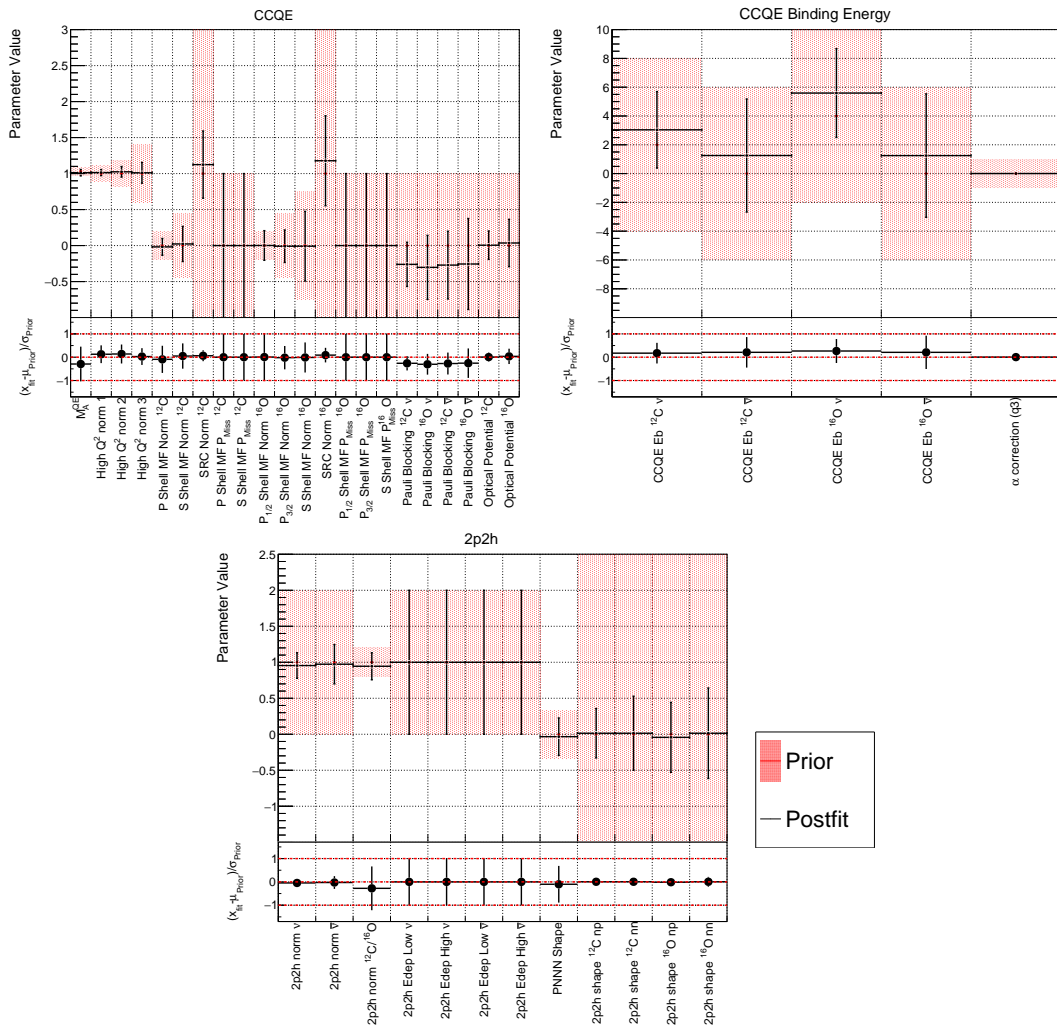 CCQE
Parameter Value
3
2.5
2
1.5
1
0.5
0
−0.5
(x_fit-μ_Prior)/σ_Prior
1
0
−1
M_A^QE
High Q² norm 1
High Q² norm 2
High Q² norm 3
P Shell MF Norm ¹²C
S Shell MF Norm ¹²C
SRC Norm ¹²C
P Shell MF P_Miss ¹²C
S Shell MF P_Miss ¹²C
P_1/2 Shell MF Norm ¹⁶O
P_3/2 Shell MF Norm ¹⁶O
S Shell MF Norm ¹⁶O
SRC Norm ¹⁶O
P_1/2 Shell MF P_Miss ¹⁶O
P_3/2 Shell MF P_Miss ¹⁶O
S Shell MF P_Miss ¹⁶O
Pauli Blocking ¹²C ν
Pauli Blocking ¹⁶O ν
Pauli Blocking ¹²C ν̄
Pauli Blocking ¹⁶O ν̄
Optical Potential ¹²C
Optical Potential ¹⁶O
CCQE Binding Energy
Parameter Value
10
8
6
4
2
0
−2
−4
−6
−8
(x_fit-μ_Prior)/σ_Prior
1
0
−1
CCQE Eb ¹²C ν
CCQE Eb ¹²C ν̄
CCQE Eb ¹⁶O ν
CCQE Eb ¹⁶O ν̄
α correction (q3)
2p2h
Parameter Value
2.5
2
1.5
1
0.5
0
−0.5
−1
(x_fit-μ_Prior)/σ_Prior
1
0
−1
2p2h norm ν
2p2h norm ν̄
2p2h norm ¹²C/¹⁶O
2p2h Edep Low ν
2p2h Edep High ν
2p2h Edep Low ν̄
2p2h Edep High ν̄
PNNN Shape
2p2h shape ¹²C np
2p2h shape ¹²C nn
2p2h shape ¹⁶O np
2p2h shape ¹⁶O nn
Prior
Postfit